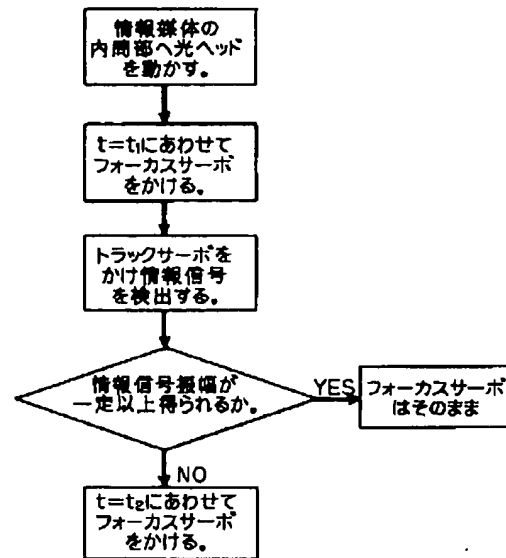 情報媒体の
内周部へ光ヘッド
を動かす。
t=t₁にあわせて
フォーカスサーボ
をかける。
トラックサーボを
かけ情報信号
を検出する。
情報信号振幅が
一定以上得られるか。
YES
フォーカスサーボ
はそのまま
NO
t=t₂にあわせて
フォーカスサーボ
をかける。